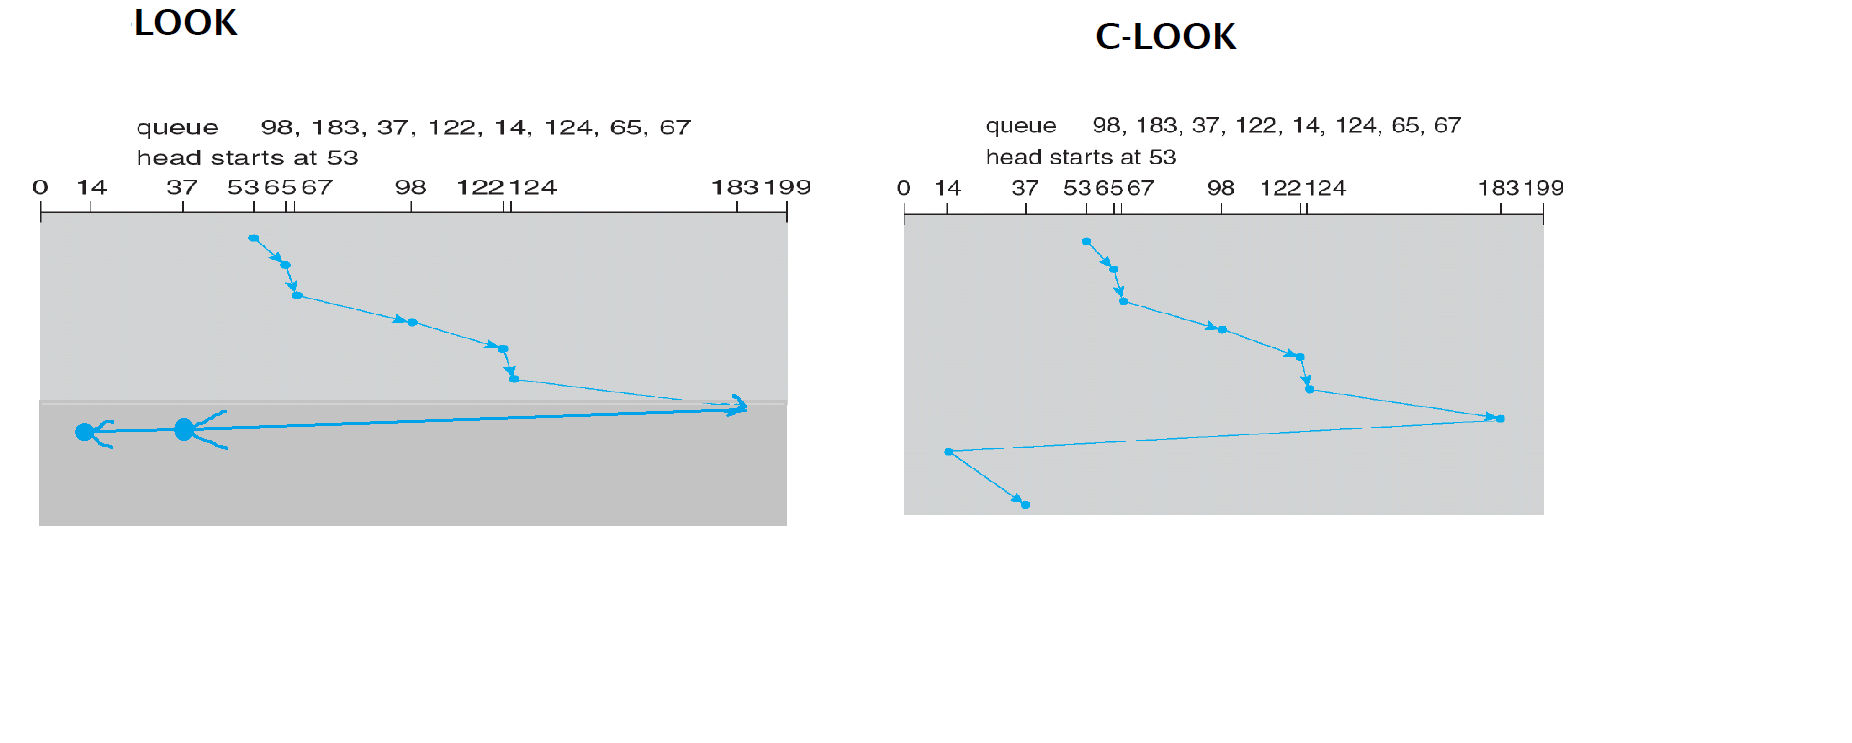 LOOK
queue 98, 183, 37, 122, 14, 124, 65, 67
head starts at 53
0 14 37 53 65 67 98 122 124 183 199
C-LOOK
queue 98, 183, 37, 122, 14, 124, 65, 67
head starts at 53
0 14 37 53 65 67 98 122 124 183 199